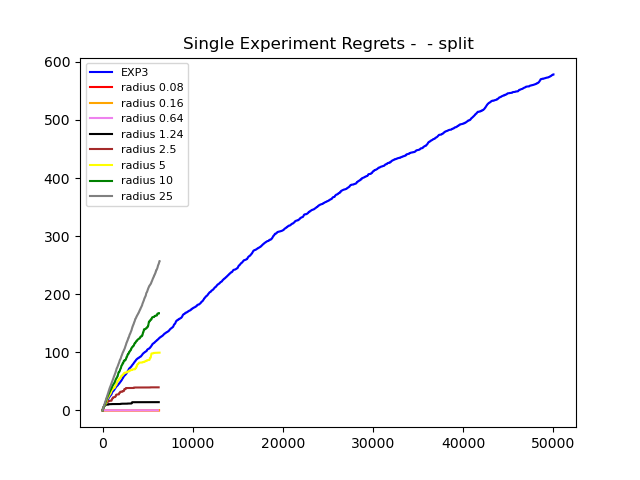 Single Experiment Regrets -  - split
600
500
400
300
200
100
0
EXP3
radius 0.08
radius 0.16
radius 0.64
radius 1.24
radius 2.5
radius 5
radius 10
radius 25
0 10000 20000 30000 40000 50000